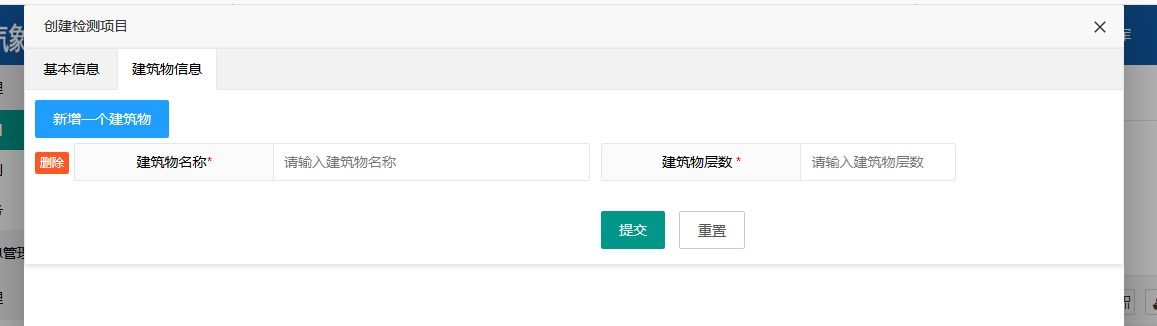 创建检测项目
基本信息
建筑物信息
新增一个建筑物
删除
建筑物名称*
请输入建筑物名称
建筑物层数 *
请输入建筑物层数
提交
重置